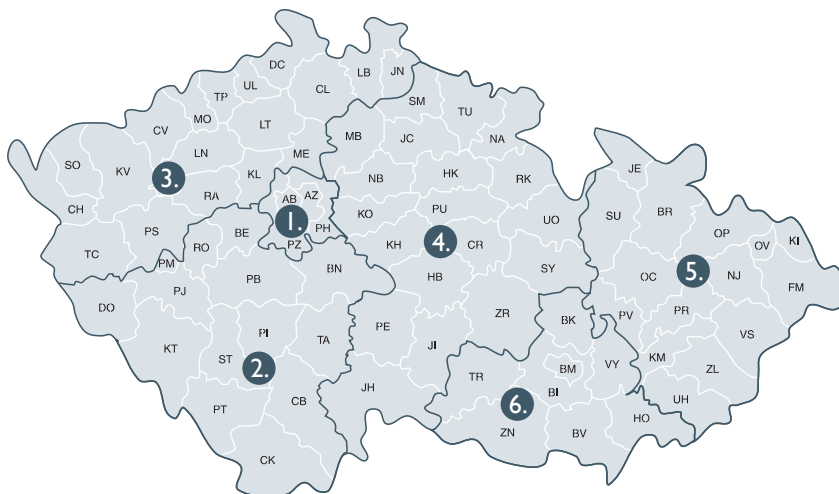 DC
LB
JN
UL
CL
TP
SM
TU
MO
CV
LT
MB
JC
NA
LN
ME
SO
KV
3.
KL
NB
HK
RK
JE
RA
AB
AZ
CH
KO
PU
SU
BR
1.
PH
UO
PS
RO
BE
OP
PZ
KH
4.
CR
OV
KI
TC
PM
BN
SY
OC
5.
NJ
PB
HB
FM
PJ
DO
ZR
BK
PV
PR
PI
PE
VS
KT
ST
TA
JI
KM
2.
TR
BM
VY
ZL
JH
BI
CB
6.
UH
PT
HO
ZN
BV
CK